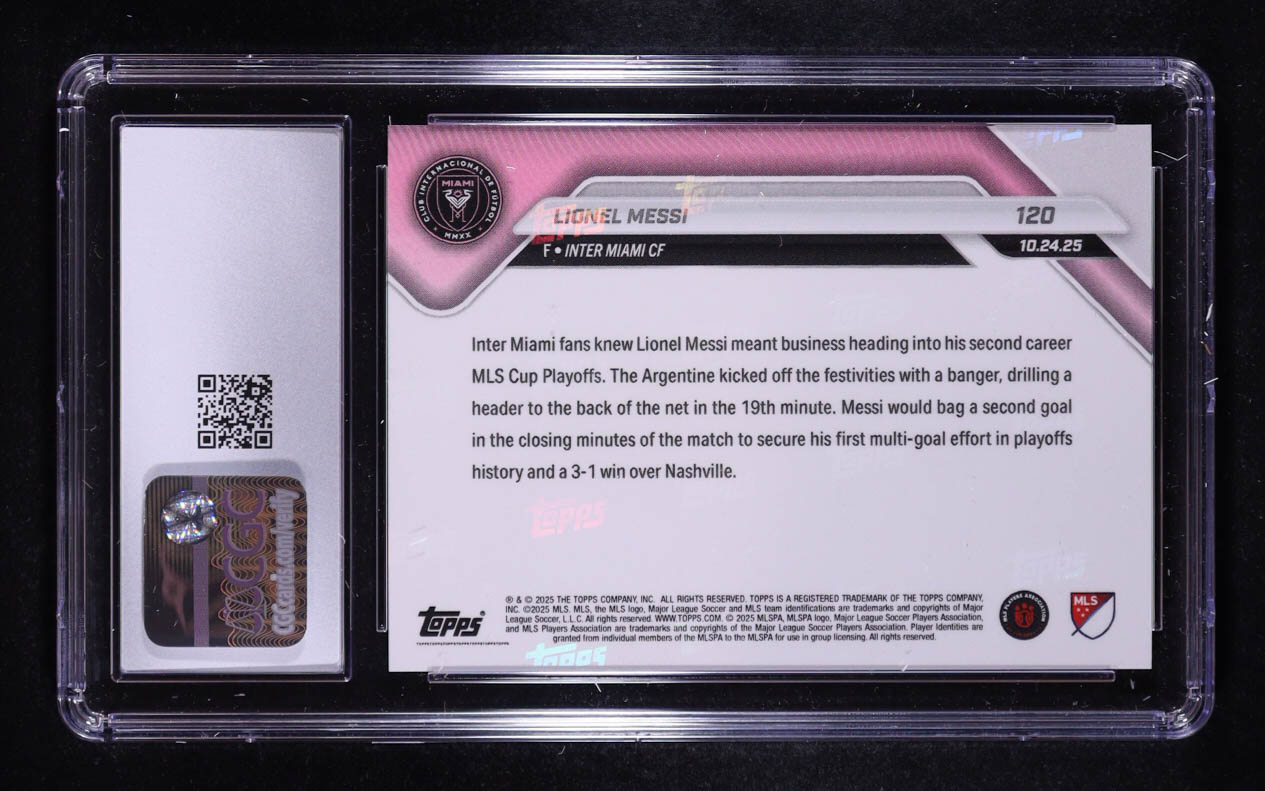 CLUB INTERNACIONAL DE FÚTBOL
MIAMI
MMXX
LIONEL MESSI
120
F • INTER MIAMI CF
10.24.25
Inter Miami fans knew Lionel Messi meant business heading into his second career
MLS Cup Playoffs. The Argentine kicked off the festivities with a banger, drilling a
header to the back of the net in the 19th minute. Messi would bag a second goal
in the closing minutes of the match to secure his first multi-goal effort in playoffs
history and a 3-1 win over Nashville.
topps
topps
topps
topps
topps
CGC
CGCcards.com/verify
topps®
® & © 2025 THE TOPPS COMPANY, INC. ALL RIGHTS RESERVED. TOPPS IS A REGISTERED TRADEMARK OF THE TOPPS COMPANY,
INC. ©2025 MLS. MLS, the MLS logo, Major League Soccer and MLS team identifications are trademarks and copyrights of Major
League Soccer, L.L.C. All rights reserved. WWW.TOPPS.COM. © 2025 MLSPA, MLSPA logo, Major League Soccer Players Association,
and MLS Players Association are trademarks and copyrights of the Major League Soccer Players Association. Player Identities are
granted from individual members of the MLSPA to the MLSPA for use in group licensing. All rights reserved.
MLS PLAYERS ASSOCIATION
MLS